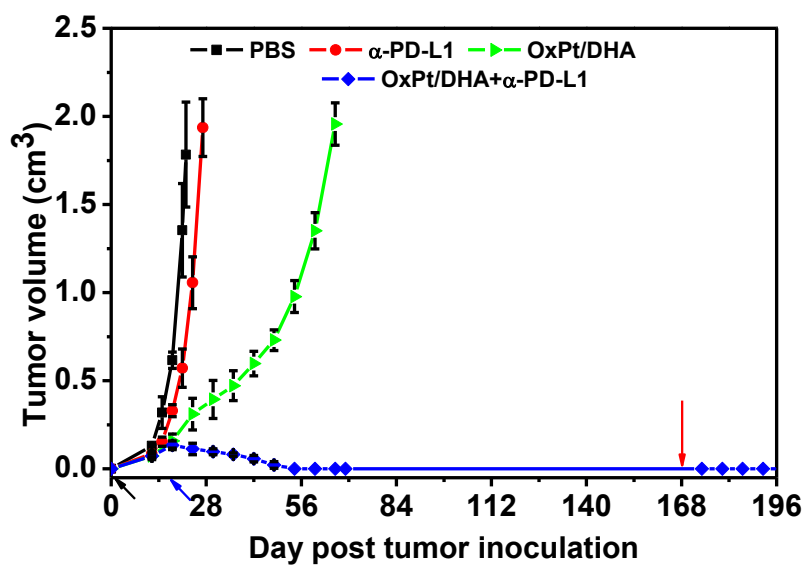 2.5
2.0
1.5
1.0
0.5
0.0
Tumor volume (cm³)
PBS α-PD-L1 OxPt/DHA
OxPt/DHA+α-PD-L1
0 28 56 84 112 140 168 196
Day post tumor inoculation